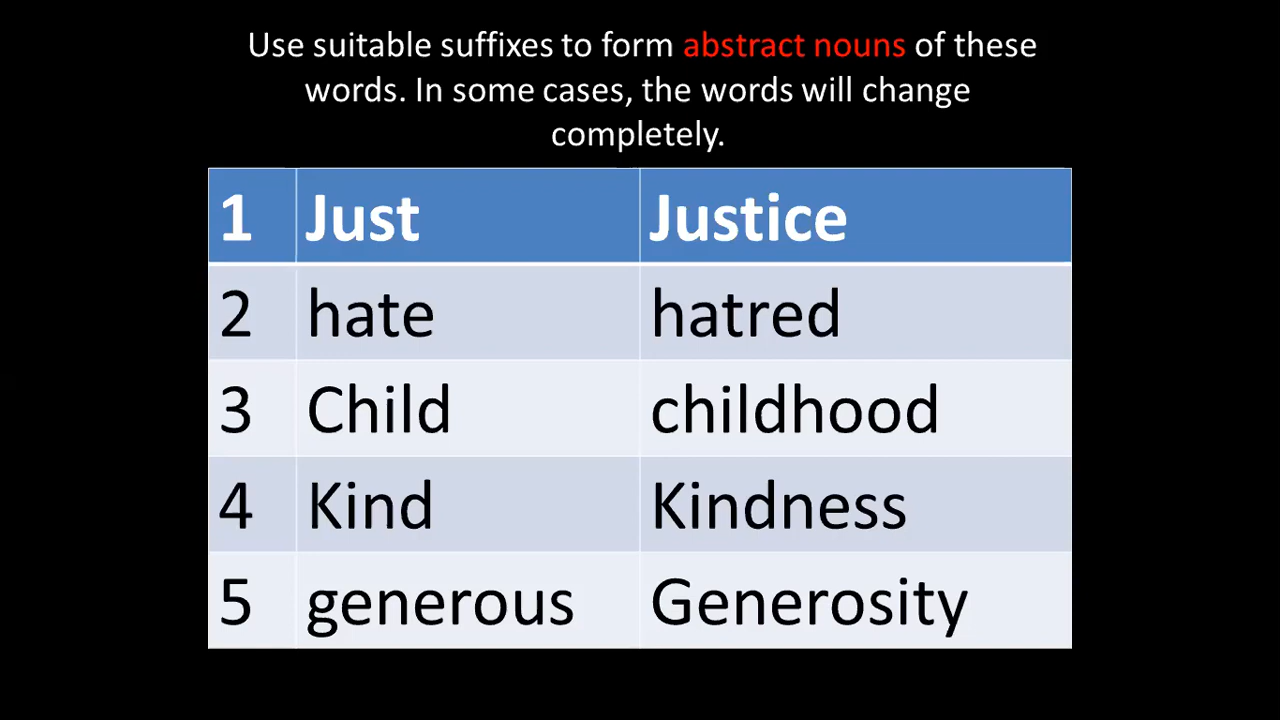 Use suitable suffixes to form abstract nouns of these
words. In some cases, the words will change
completely.
1 Just Justice
2 hate hatred
3 Child childhood
4 Kind Kindness
5 generous Generosity